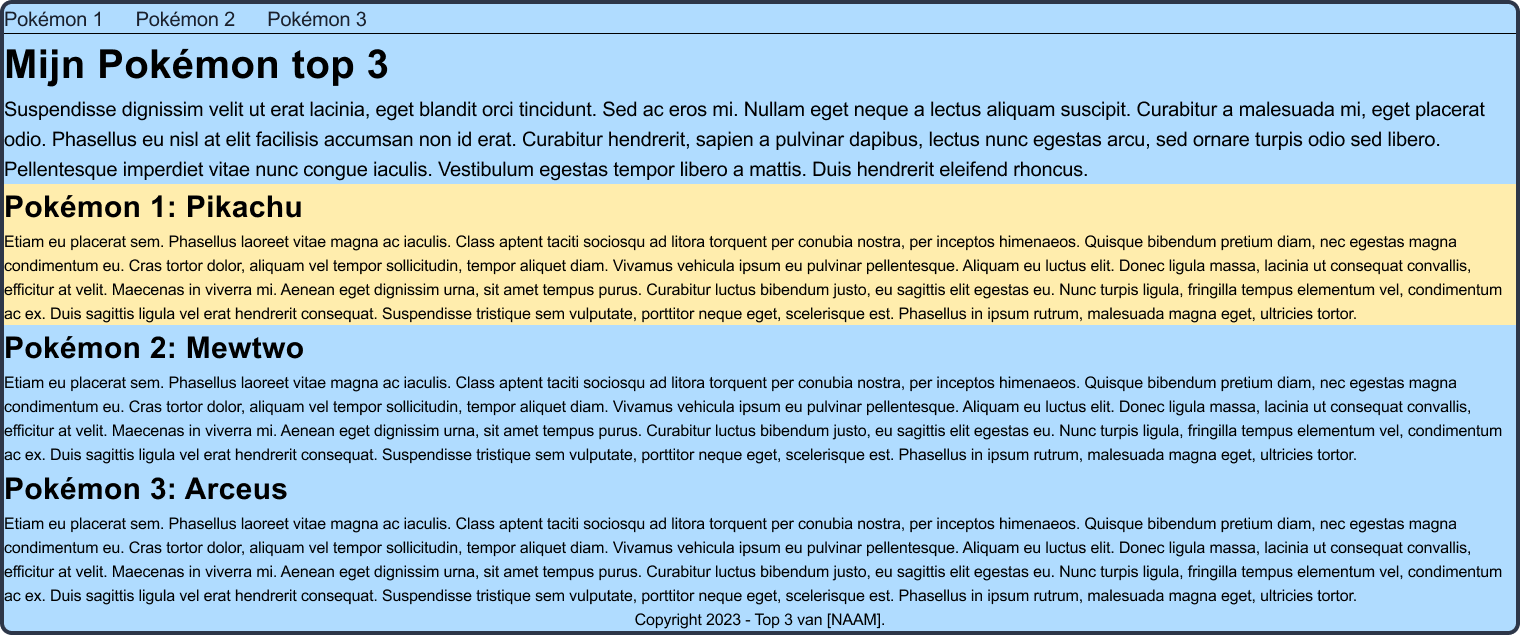 Pokémon 1 Pokémon 2 Pokémon 3
Mijn Pokémon top 3
Suspendisse dignissim velit ut erat lacinia, eget blandit orci tincidunt. Sed ac eros mi. Nullam eget neque a lectus aliquam suscipit. Curabitur a malesuada mi, eget placerat
odio. Phasellus eu nisl at elit facilisis accumsan non id erat. Curabitur hendrerit, sapien a pulvinar dapibus, lectus nunc egestas arcu, sed ornare turpis odio sed libero.
Pellentesque imperdiet vitae nunc congue iaculis. Vestibulum egestas tempor libero a mattis. Duis hendrerit eleifend rhoncus.
Pokémon 1: Pikachu
Etiam eu placerat sem. Phasellus laoreet vitae magna ac iaculis. Class aptent taciti sociosqu ad litora torquent per conubia nostra, per inceptos himenaeos. Quisque bibendum pretium diam, nec egestas magna
condimentum eu. Cras tortor dolor, aliquam vel tempor sollicitudin, tempor aliquet diam. Vivamus vehicula ipsum eu pulvinar pellentesque. Aliquam eu luctus elit. Donec ligula massa, lacinia ut consequat convallis,
efficitur at velit. Maecenas in viverra mi. Aenean eget dignissim urna, sit amet tempus purus. Curabitur luctus bibendum justo, eu sagittis elit egestas eu. Nunc turpis ligula, fringilla tempus elementum vel, condimentum
ac ex. Duis sagittis ligula vel erat hendrerit consequat. Suspendisse tristique sem vulputate, porttitor neque eget, scelerisque est. Phasellus in ipsum rutrum, malesuada magna eget, ultricies tortor.
Pokémon 2: Mewtwo
Etiam eu placerat sem. Phasellus laoreet vitae magna ac iaculis. Class aptent taciti sociosqu ad litora torquent per conubia nostra, per inceptos himenaeos. Quisque bibendum pretium diam, nec egestas magna
condimentum eu. Cras tortor dolor, aliquam vel tempor sollicitudin, tempor aliquet diam. Vivamus vehicula ipsum eu pulvinar pellentesque. Aliquam eu luctus elit. Donec ligula massa, lacinia ut consequat convallis,
efficitur at velit. Maecenas in viverra mi. Aenean eget dignissim urna, sit amet tempus purus. Curabitur luctus bibendum justo, eu sagittis elit egestas eu. Nunc turpis ligula, fringilla tempus elementum vel, condimentum
ac ex. Duis sagittis ligula vel erat hendrerit consequat. Suspendisse tristique sem vulputate, porttitor neque eget, scelerisque est. Phasellus in ipsum rutrum, malesuada magna eget, ultricies tortor.
Pokémon 3: Arceus
Etiam eu placerat sem. Phasellus laoreet vitae magna ac iaculis. Class aptent taciti sociosqu ad litora torquent per conubia nostra, per inceptos himenaeos. Quisque bibendum pretium diam, nec egestas magna
condimentum eu. Cras tortor dolor, aliquam vel tempor sollicitudin, tempor aliquet diam. Vivamus vehicula ipsum eu pulvinar pellentesque. Aliquam eu luctus elit. Donec ligula massa, lacinia ut consequat convallis,
efficitur at velit. Maecenas in viverra mi. Aenean eget dignissim urna, sit amet tempus purus. Curabitur luctus bibendum justo, eu sagittis elit egestas eu. Nunc turpis ligula, fringilla tempus elementum vel, condimentum
ac ex. Duis sagittis ligula vel erat hendrerit consequat. Suspendisse tristique sem vulputate, porttitor neque eget, scelerisque est. Phasellus in ipsum rutrum, malesuada magna eget, ultricies tortor.
Copyright 2023 - Top 3 van [NAAM].